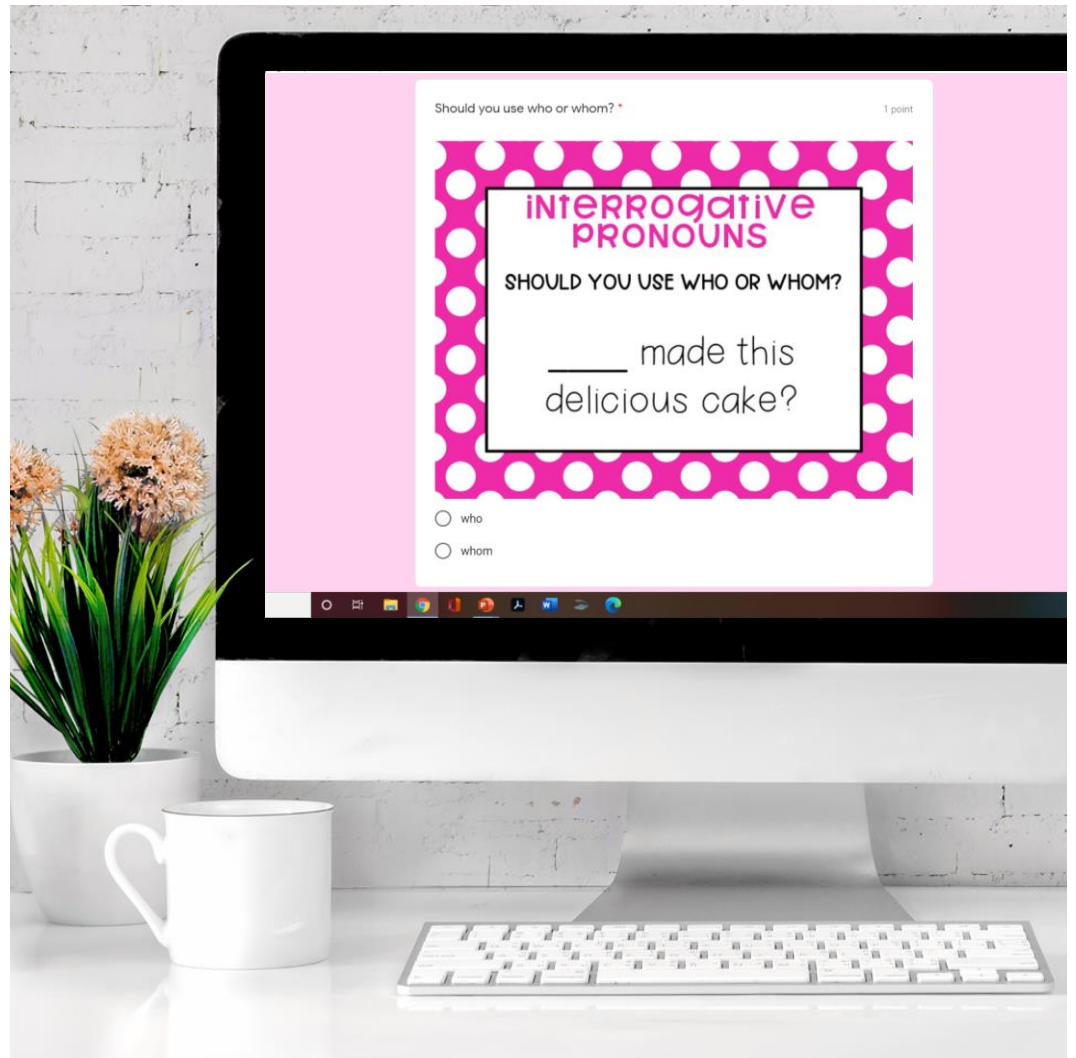 Should you use who or whom? *
1 point
iNteRROgatiVe
PRONOUNS
SHOULD YOU USE WHO OR WHOM?
____ made this
delicious cake?
who
whom